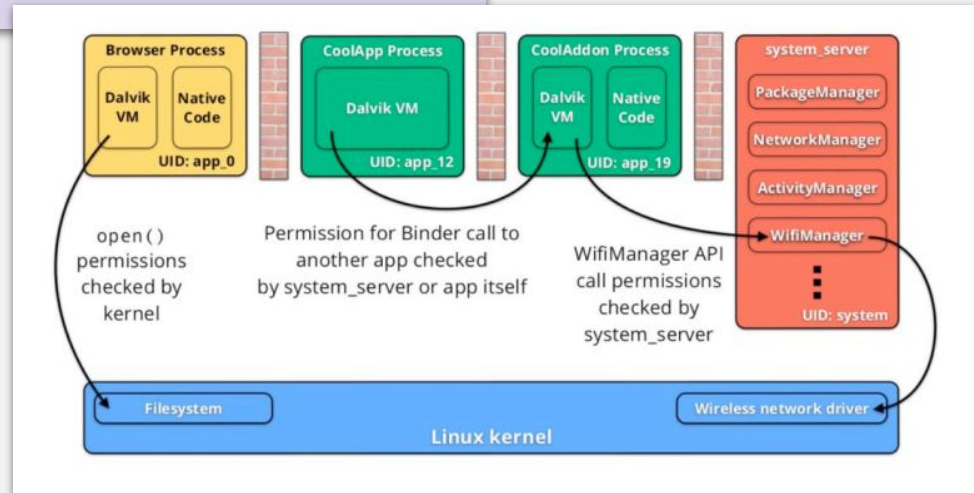 Browser Process
Dalvik
VM
Native
Code
UID: app_0
CoolApp Process
Dalvik VM
UID: app_12
CoolAddon Process
Dalvik
VM
Native
Code
UID: app_19
system_server
PackageManager
NetworkManager
ActivityManager
WifiManager
UID: system
open()
permissions
checked by
kernel
Permission for Binder call to
another app checked
by system_server or app itself
WifiManager API
call permissions
checked by
system_server
Filesystem
Wireless network driver
Linux kernel